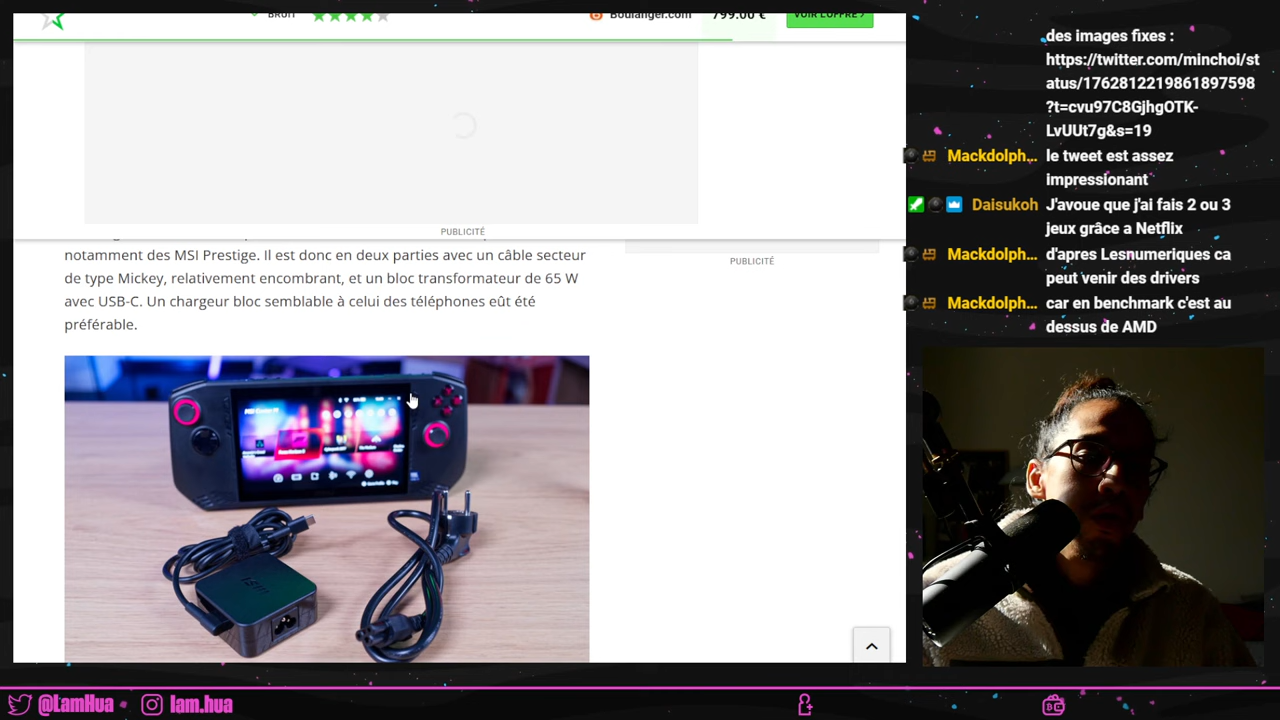 BRUIT
Boulanger.com
799.00 €
VOIR L'OFFRE
PUBLICITÉ
notamment des MSI Prestige. Il est donc en deux parties avec un câble secteur
de type Mickey, relativement encombrant, et un bloc transformateur de 65 W
avec USB-C. Un chargeur bloc semblable à celui des téléphones eût été
préférable.
PUBLICITÉ
des images fixes :
https://twitter.com/minchoi/st
atus/1762812219861897598
?t=cvu97C8GjhgOTK-
LvUUt7g&s=19
Mackdolph... le tweet est assez
impressionant
Daisukoh J'avoue que j'ai fais 2 ou 3
jeux grâce a Netflix
Mackdolph... d'apres Lesnumeriques ca
peut venir des drivers
Mackdolph... car en benchmark c'est au
dessus de AMD
@LamHua
lam.hua